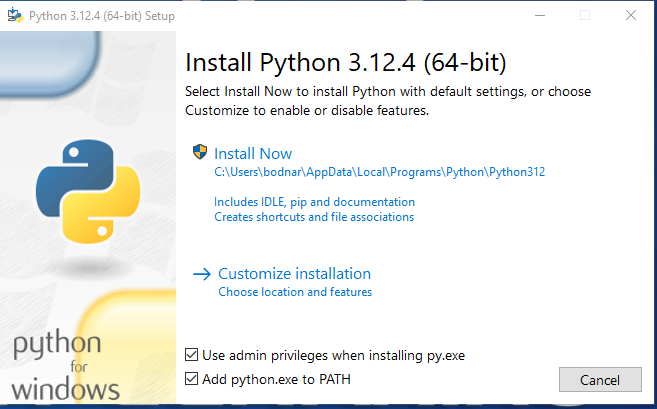 Python 3.12.4 (64-bit) Setup
Install Python 3.12.4 (64-bit)
Select Install Now to install Python with default settings, or choose
Customize to enable or disable features.
Install Now
C:\Users\bodnar\AppData\Local\Programs\Python\Python312
Includes IDLE, pip and documentation
Creates shortcuts and file associations
Customize installation
Choose location and features
Use admin privileges when installing py.exe
Add python.exe to PATH
Cancel
python
for
windows